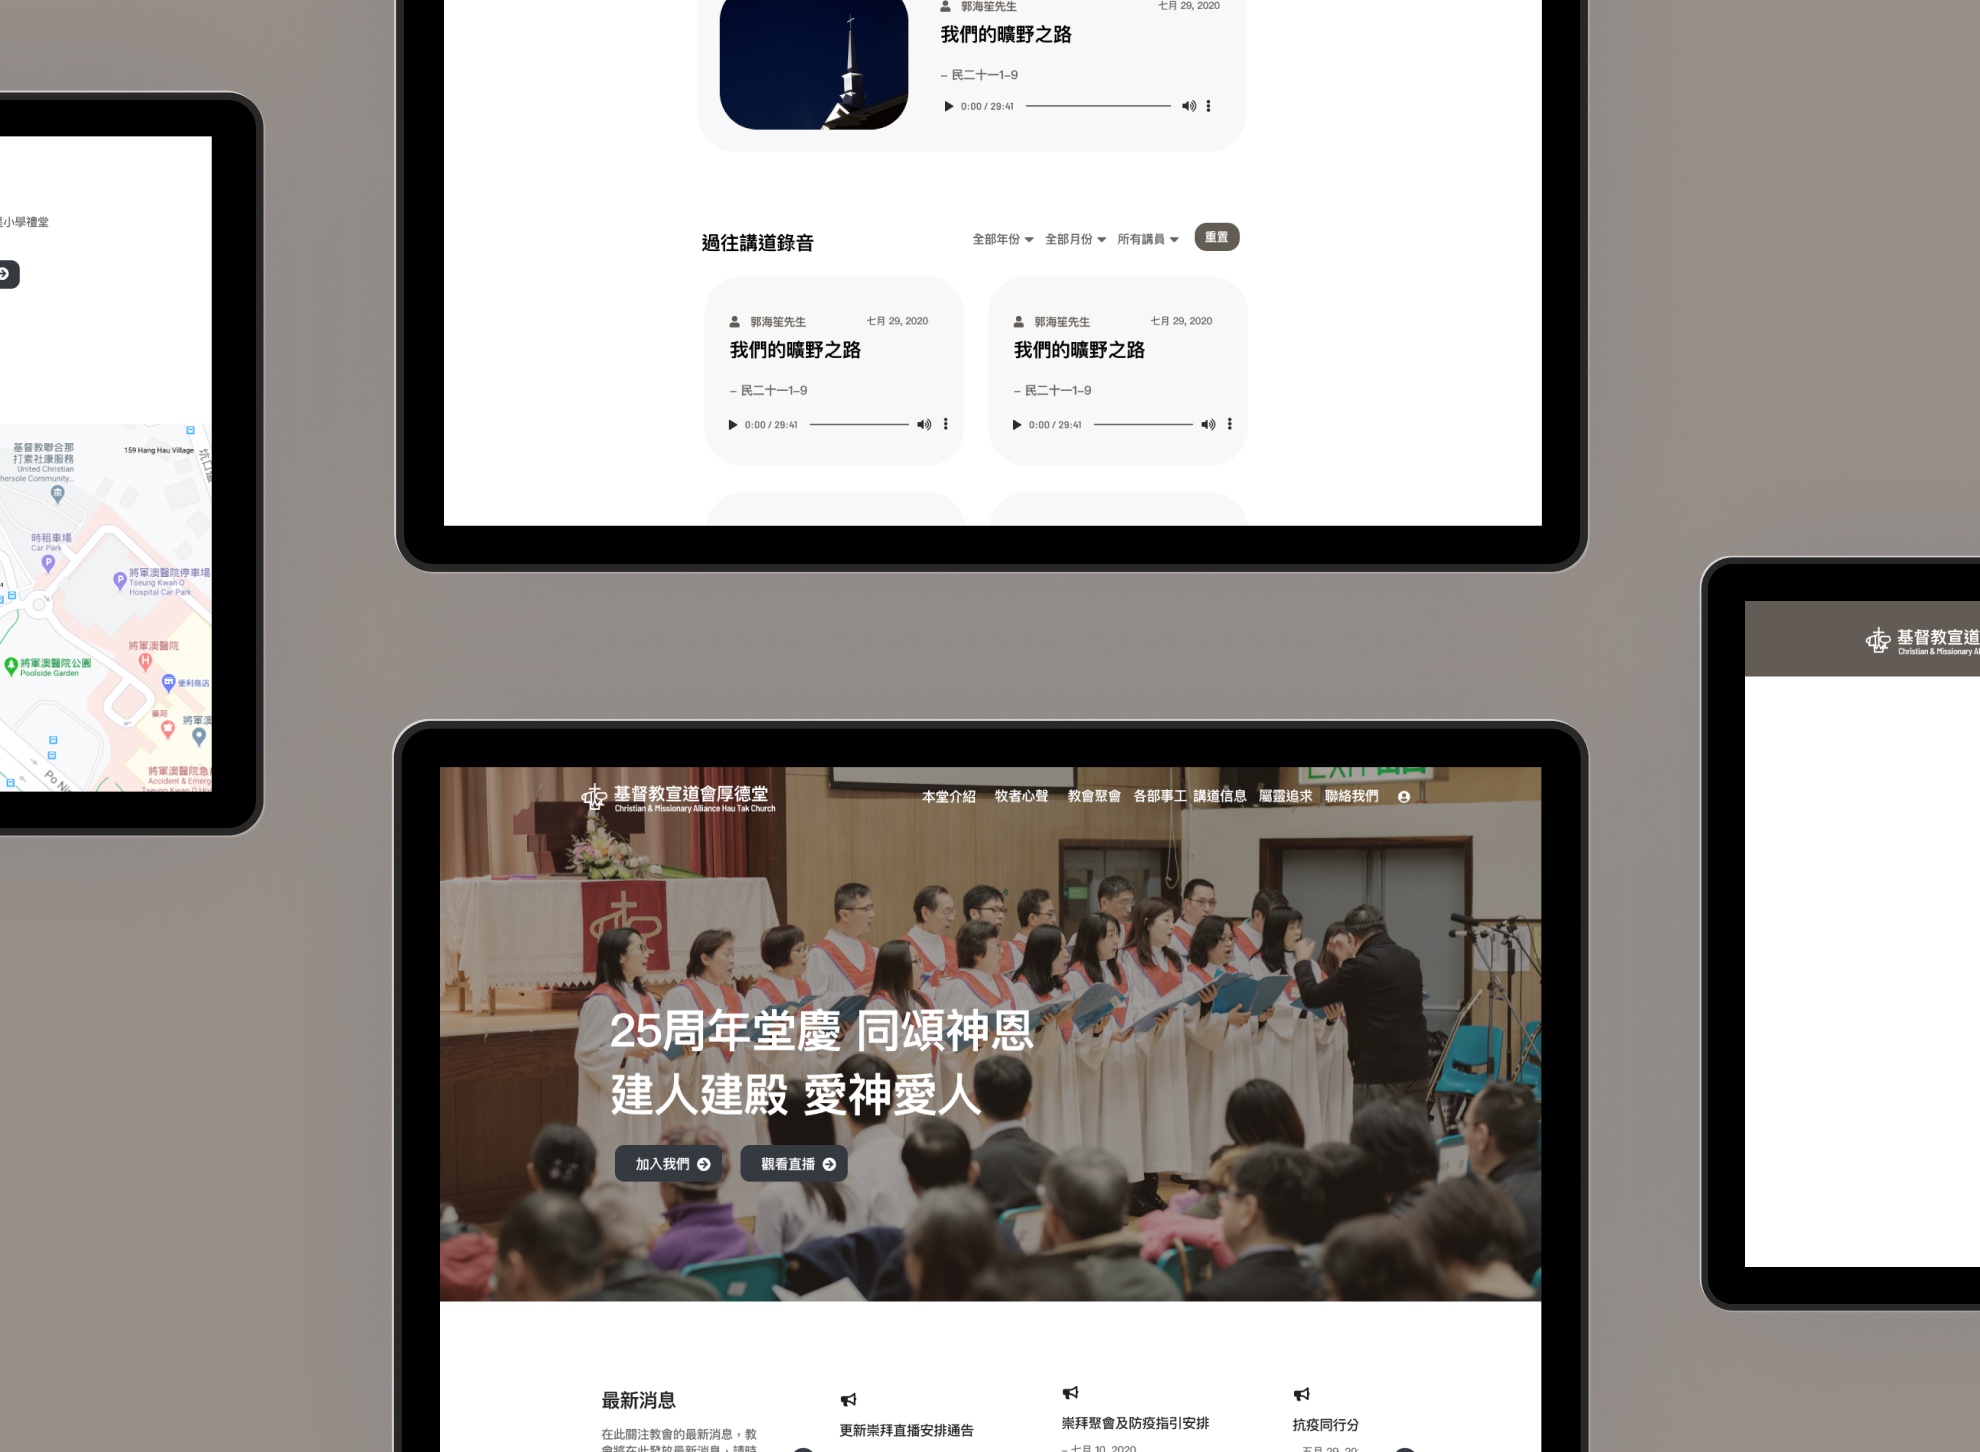 郭海笙先生
七月 29, 2020
我們的曠野之路
– 民二十一1–9
0:00 / 29:41
過往講道錄音
全部年份
全部月份
所有講員
重置
郭海笙先生
七月 29, 2020
我們的曠野之路
– 民二十一1–9
0:00 / 29:41
郭海笙先生
七月 29, 2020
我們的曠野之路
– 民二十一1–9
0:00 / 29:41
小學禮堂
基督教聯合那
打素社康服務
United Christian
hersole Community...
159 Hang Hau Village
時租車場
Car Park
P
將軍澳醫院停車場
Tseung Kwan O
Hospital Car Park
P
將軍澳醫院
H
將軍澳醫院公園
Poolside Garden
便利商店
藥局
將軍澳
將軍澳醫院急
Accident & Emerg
Po Nin
基督教宣道
Christian & Missionary Al
基督教宣道會厚德堂
Christian & Missionary Alliance Hau Tak Church
本堂介紹
牧者心聲
教會聚會
各部事工
講道信息
屬靈追求
聯絡我們
EXIT 出口
25周年堂慶 同頌神恩
建人建殿 愛神愛人
加入我們
觀看直播
最新消息
在此關注教會的最新消息，教
會將在此發放最新消息，請時
更新崇拜直播安排通告
崇拜聚會及防疫指引安排
– 七月 10, 2020
抗疫同行分
五月 29, 20